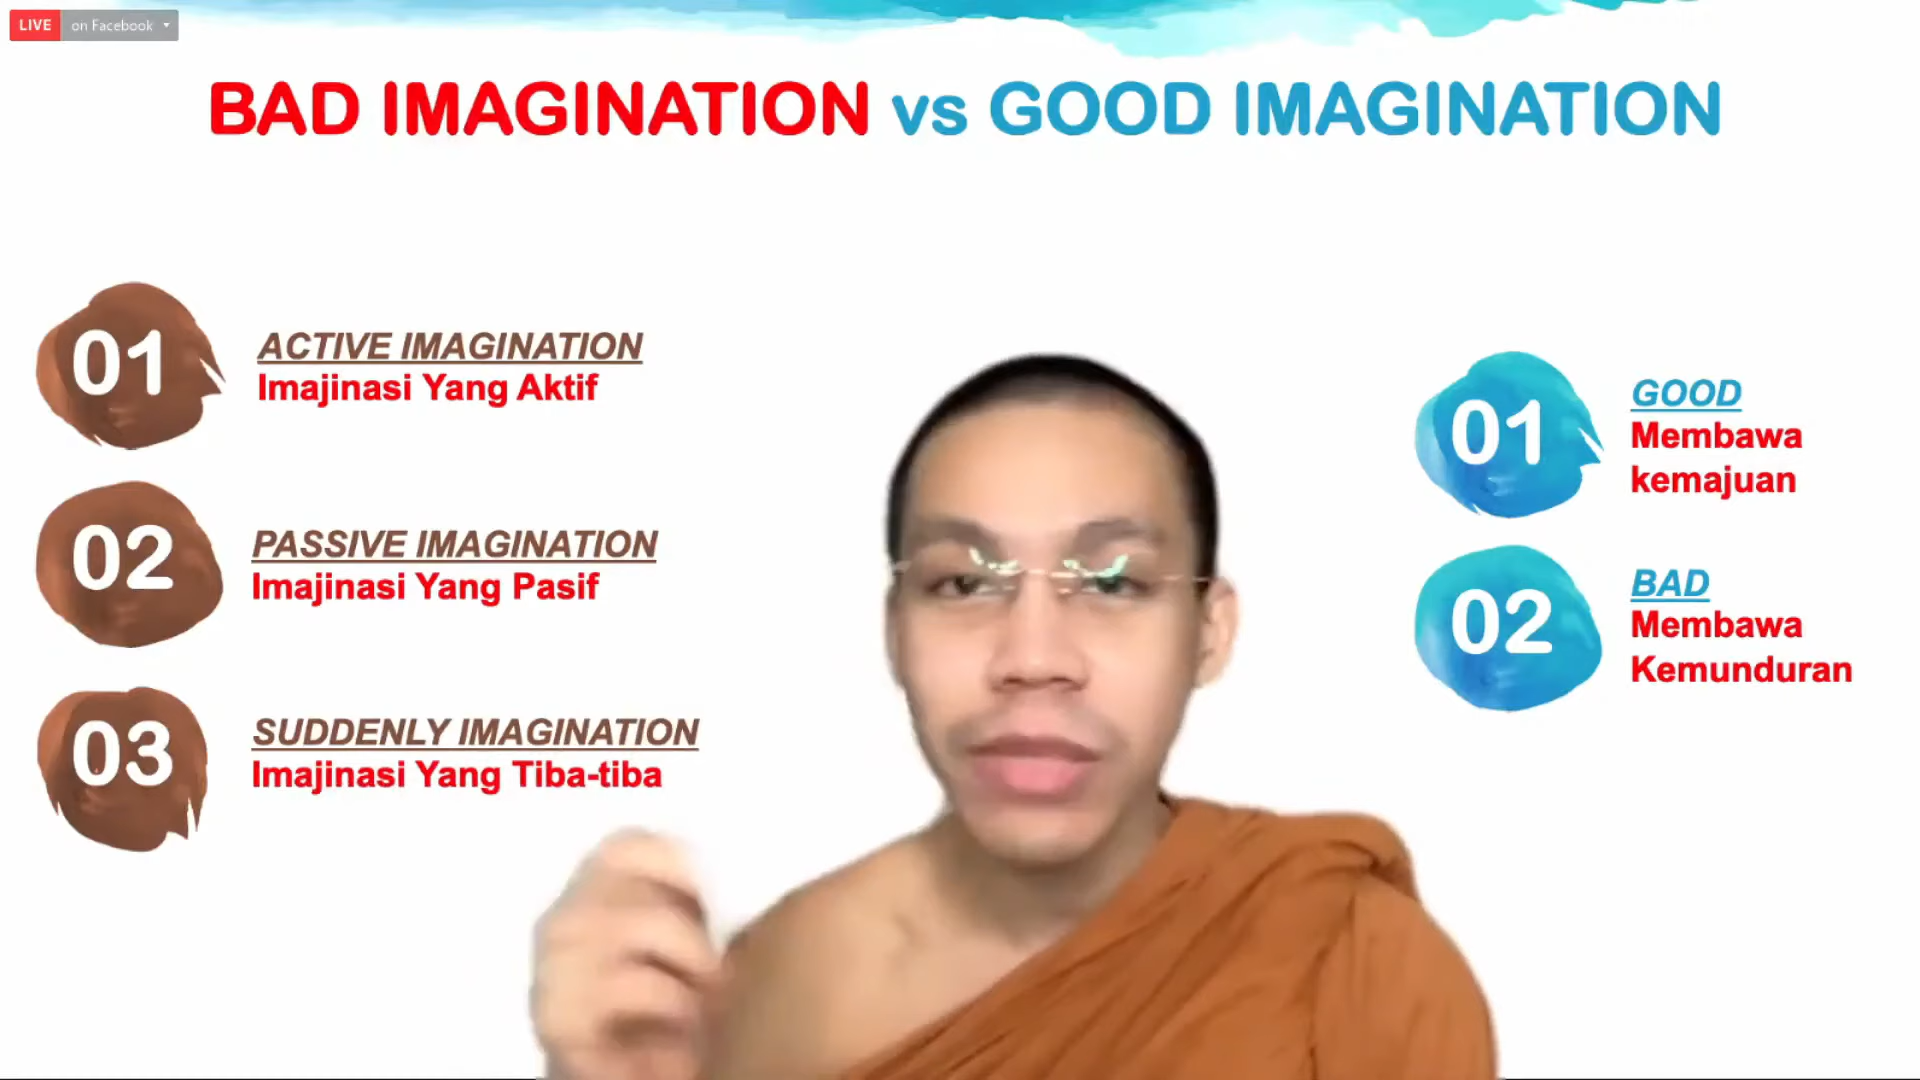 LIVE on Facebook
BAD IMAGINATION vs GOOD IMAGINATION
01
ACTIVE IMAGINATION
Imajinasi Yang Aktif
02
PASSIVE IMAGINATION
Imajinasi Yang Pasif
03
SUDDENLY IMAGINATION
Imajinasi Yang Tiba-tiba
01
GOOD
Membawa
kemajuan
02
BAD
Membawa
Kemunduran